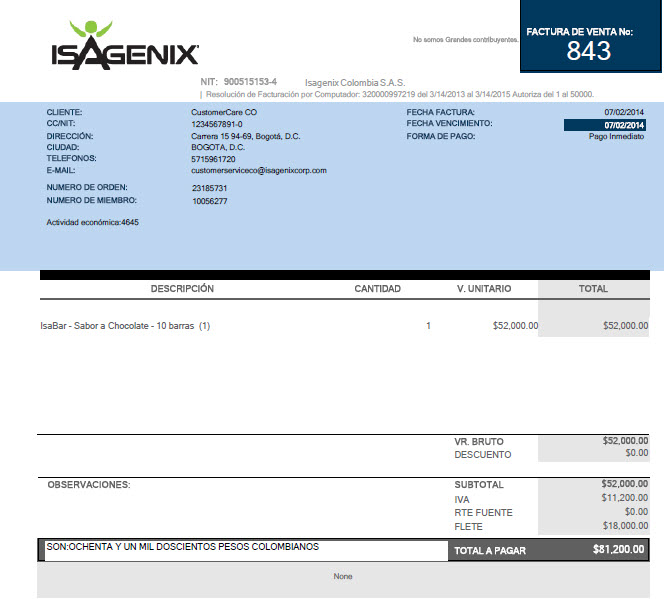 ISAGENIX
No somos Grandes contribuyentes.
FACTURA DE VENTA No:
843
NIT: 900515153-4 Isagenix Colombia S.A.S.
| Resolución de Facturación por Computador: 320000997219 del 3/14/2013 al 3/14/2015 Autoriza del 1 al 50000.
CLIENTE: CustomerCare CO FECHA FACTURA: 07/02/2014
CC/NIT: 1234567891-0 FECHA VENCIMIENTO: 07/02/2014
DIRECCIÓN: Carrera 15 94-69, Bogotá, D.C. FORMA DE PAGO: Pago Inmediato
CIUDAD: BOGOTA, D.C.
TELEFONOS: 5715961720
E-MAIL: customerserviceco@isagenixcorp.com
NUMERO DE ORDEN: 23185731
NUMERO DE MIEMBRO: 10056277
Actividad económica:4645
DESCRIPCIÓN CANTIDAD V. UNITARIO TOTAL
IsaBar - Sabor a Chocolate - 10 barras (1) 1 $52,000.00 $52,000.00
VR. BRUTO $52,000.00
DESCUENTO $0.00
OBSERVACIONES: SUBTOTAL $52,000.00
IVA $11,200.00
RTE FUENTE $0.00
FLETE $18,000.00
SON:OCHENTA Y UN MIL DOSCIENTOS PESOS COLOMBIANOS TOTAL A PAGAR $81,200.00
None